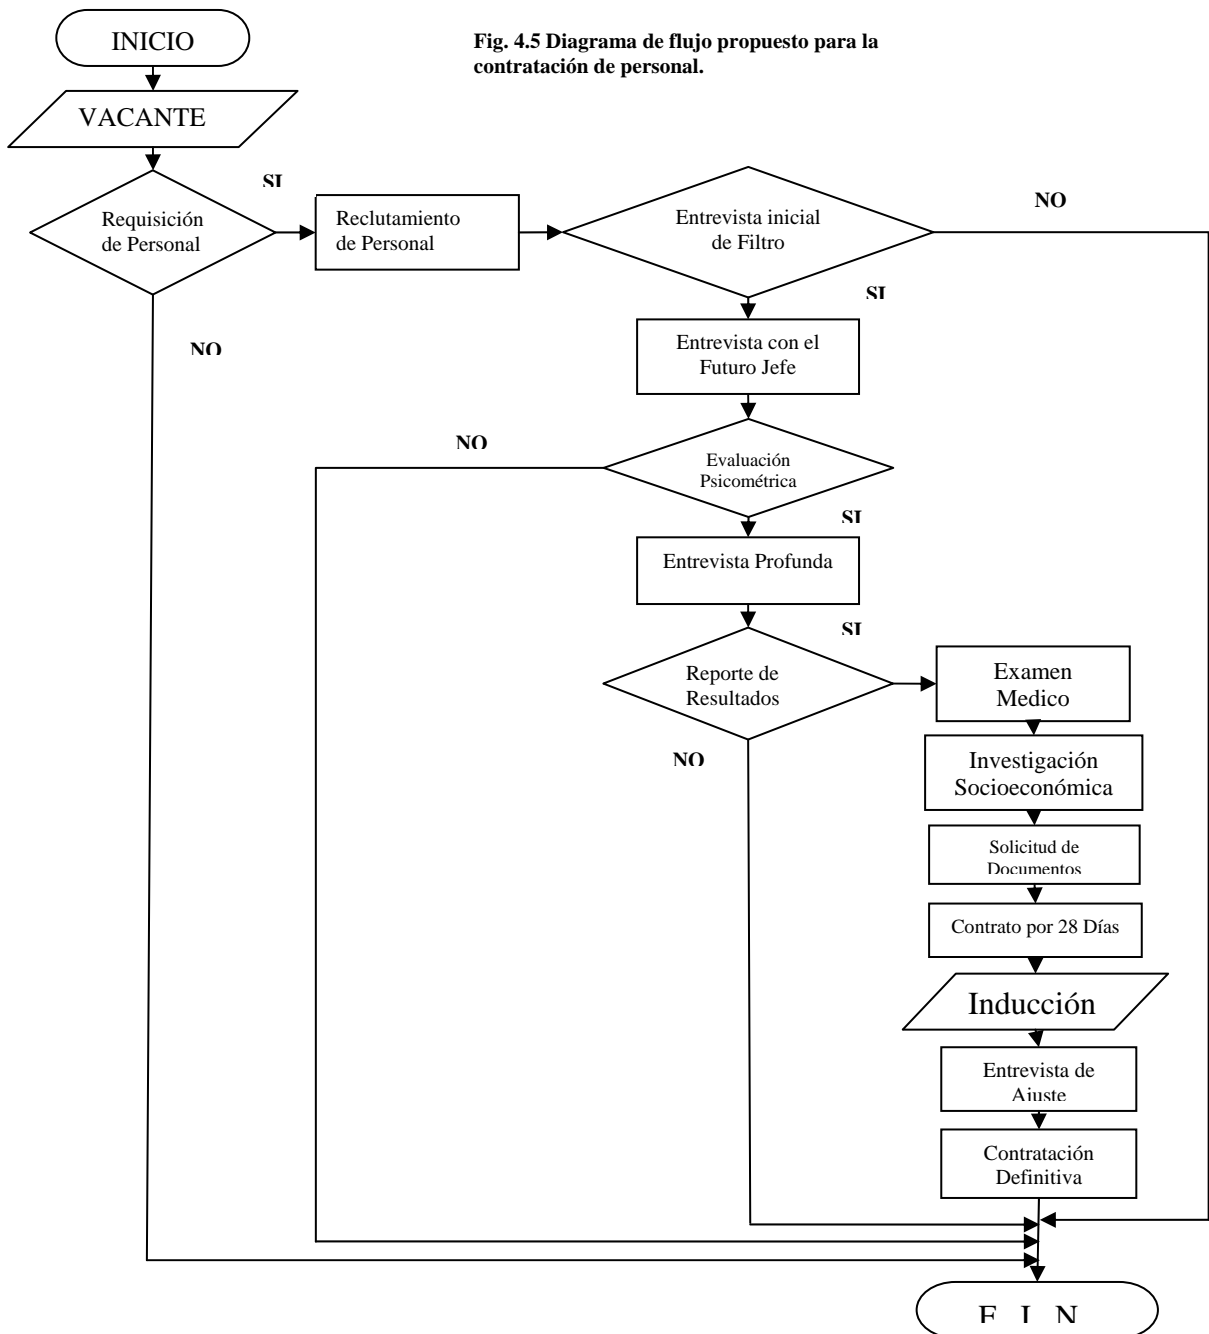 INICIO
Fig. 4.5 Diagrama de flujo propuesto para la
contratación de personal.
VACANTE
SI
NO
Requisición
de Personal
Reclutamiento
de Personal
Entrevista inicial
de Filtro
SI
NO
Entrevista con el
Futuro Jefe
NO
Evaluación
Psicométrica
SI
Entrevista Profunda
SI
Reporte de
Resultados
Examen
Medico
NO
Investigación
Socioeconómica
Solicitud de
Documentos
Contrato por 28 Días
Inducción
Entrevista de
Ajuste
Contratación
Definitiva
F I N